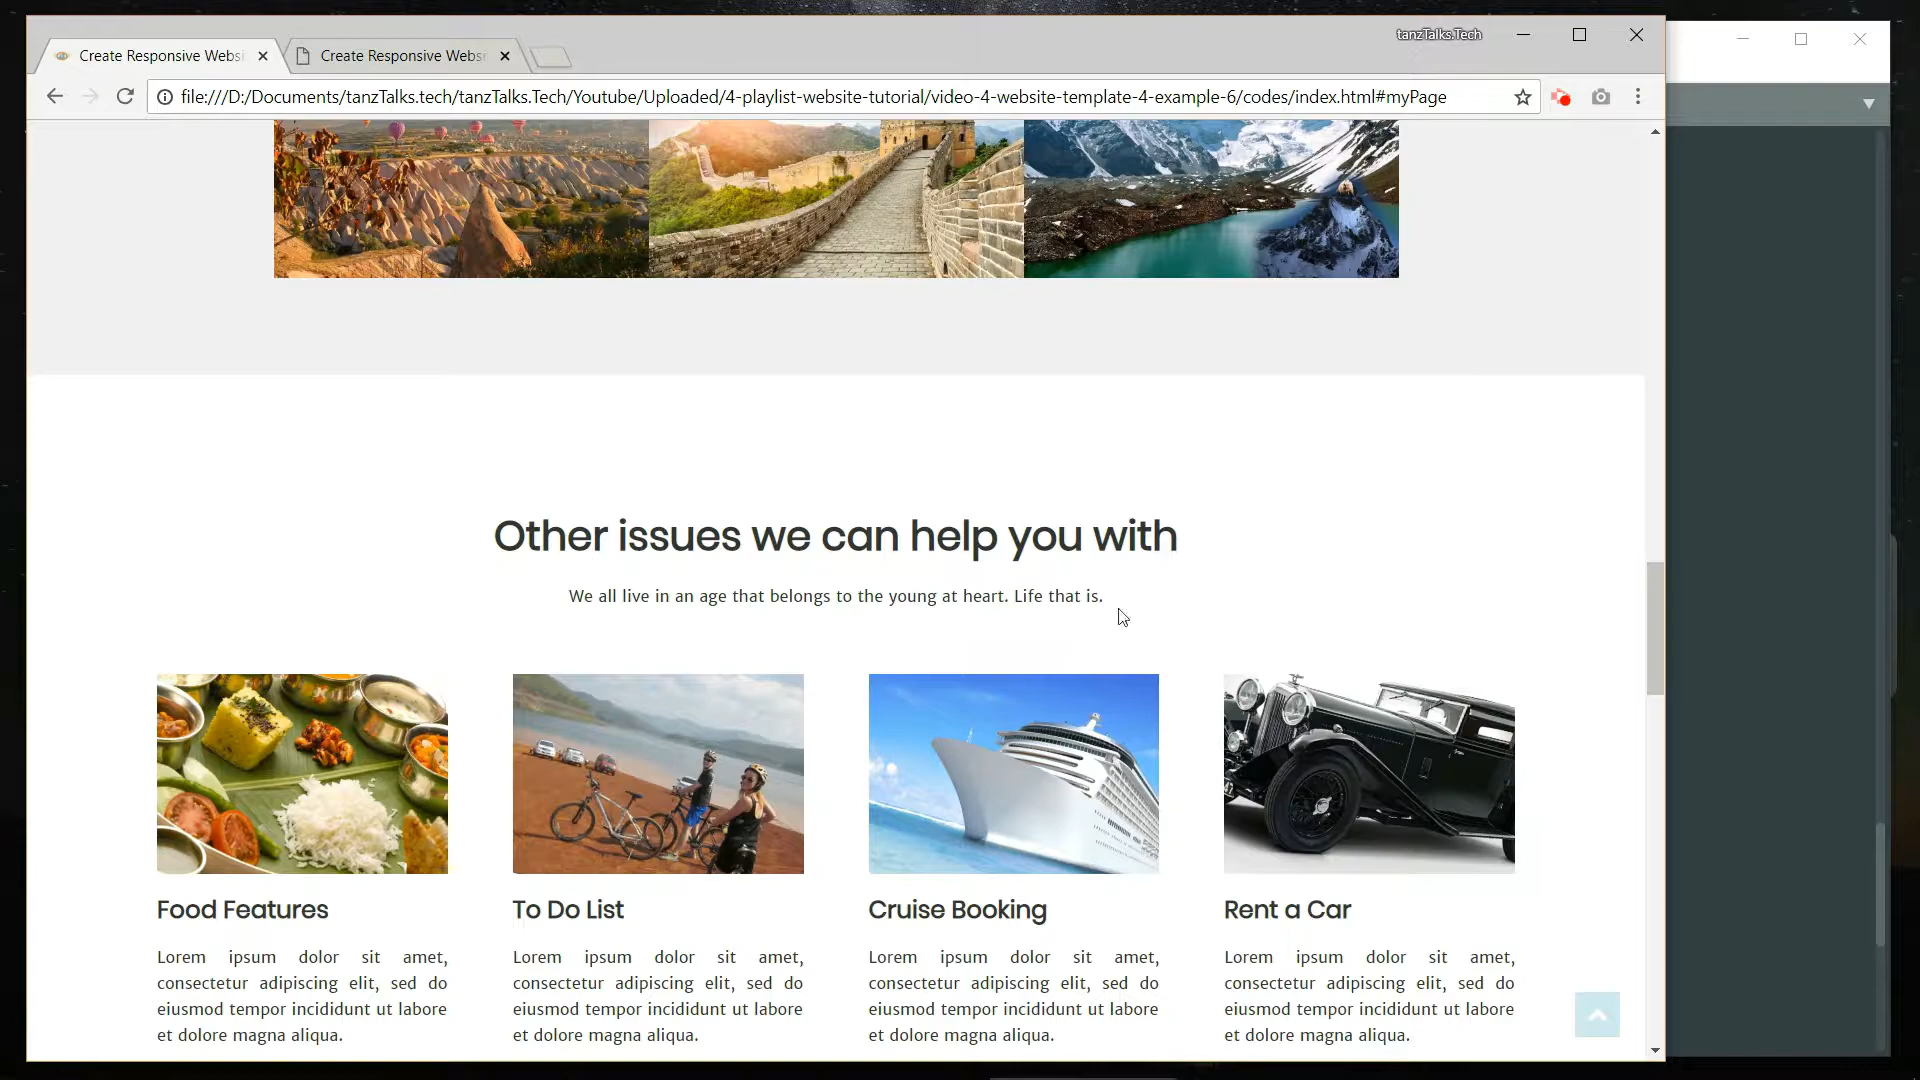 tanzTalks.Tech
Create Responsive Websi
Create Responsive Webs
file:///D:/Documents/tanzTalks.tech/tanzTalks.Tech/Youtube/Uploaded/4-playlist-website-tutorial/video-4-website-template-4-example-6/codes/index.html#myPage
Other issues we can help you with
We all live in an age that belongs to the young at heart. Life that is.
Food Features
Lorem ipsum dolor sit amet,
consectetur adipiscing elit, sed do
eiusmod tempor incididunt ut labore
et dolore magna aliqua.
To Do List
Lorem ipsum dolor sit amet,
consectetur adipiscing elit, sed do
eiusmod tempor incididunt ut labore
et dolore magna aliqua.
Cruise Booking
Lorem ipsum dolor sit amet,
consectetur adipiscing elit, sed do
eiusmod tempor incididunt ut labore
et dolore magna aliqua.
Rent a Car
Lorem ipsum dolor sit amet,
consectetur adipiscing elit, sed do
eiusmod tempor incididunt ut labore
et dolore magna aliqua.